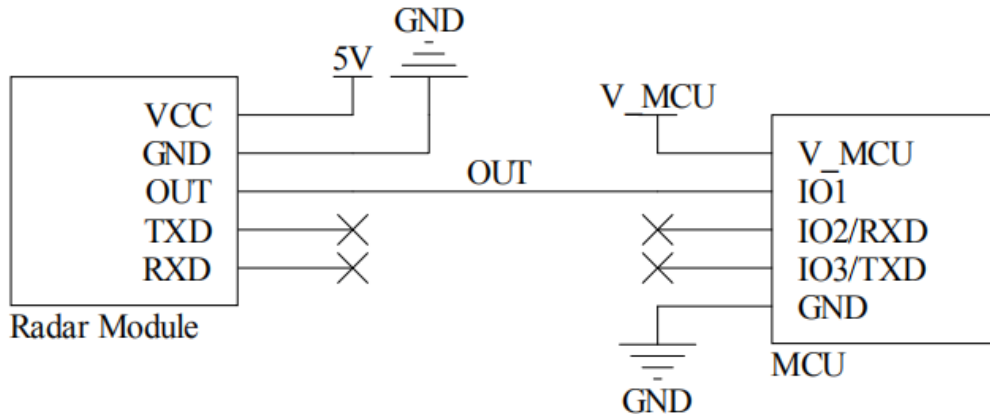 GND
5V
V_MCU
VCC
GND
OUT
TXD
RXD
Radar Module
OUT
V_MCU
IO1
IO2/RXD
IO3/TXD
GND
MCU
GND